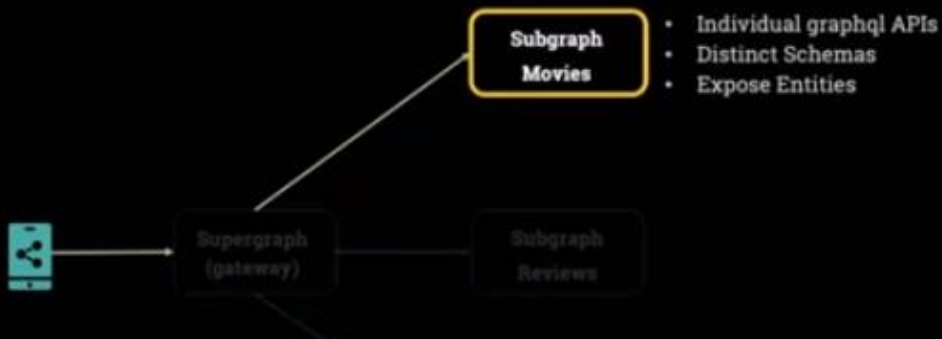 Subgraph
Movies
• Individual graphql APIs
• Distinct Schemas
• Expose Entities
Supergraph
(gateway)
Subgraph
Reviews